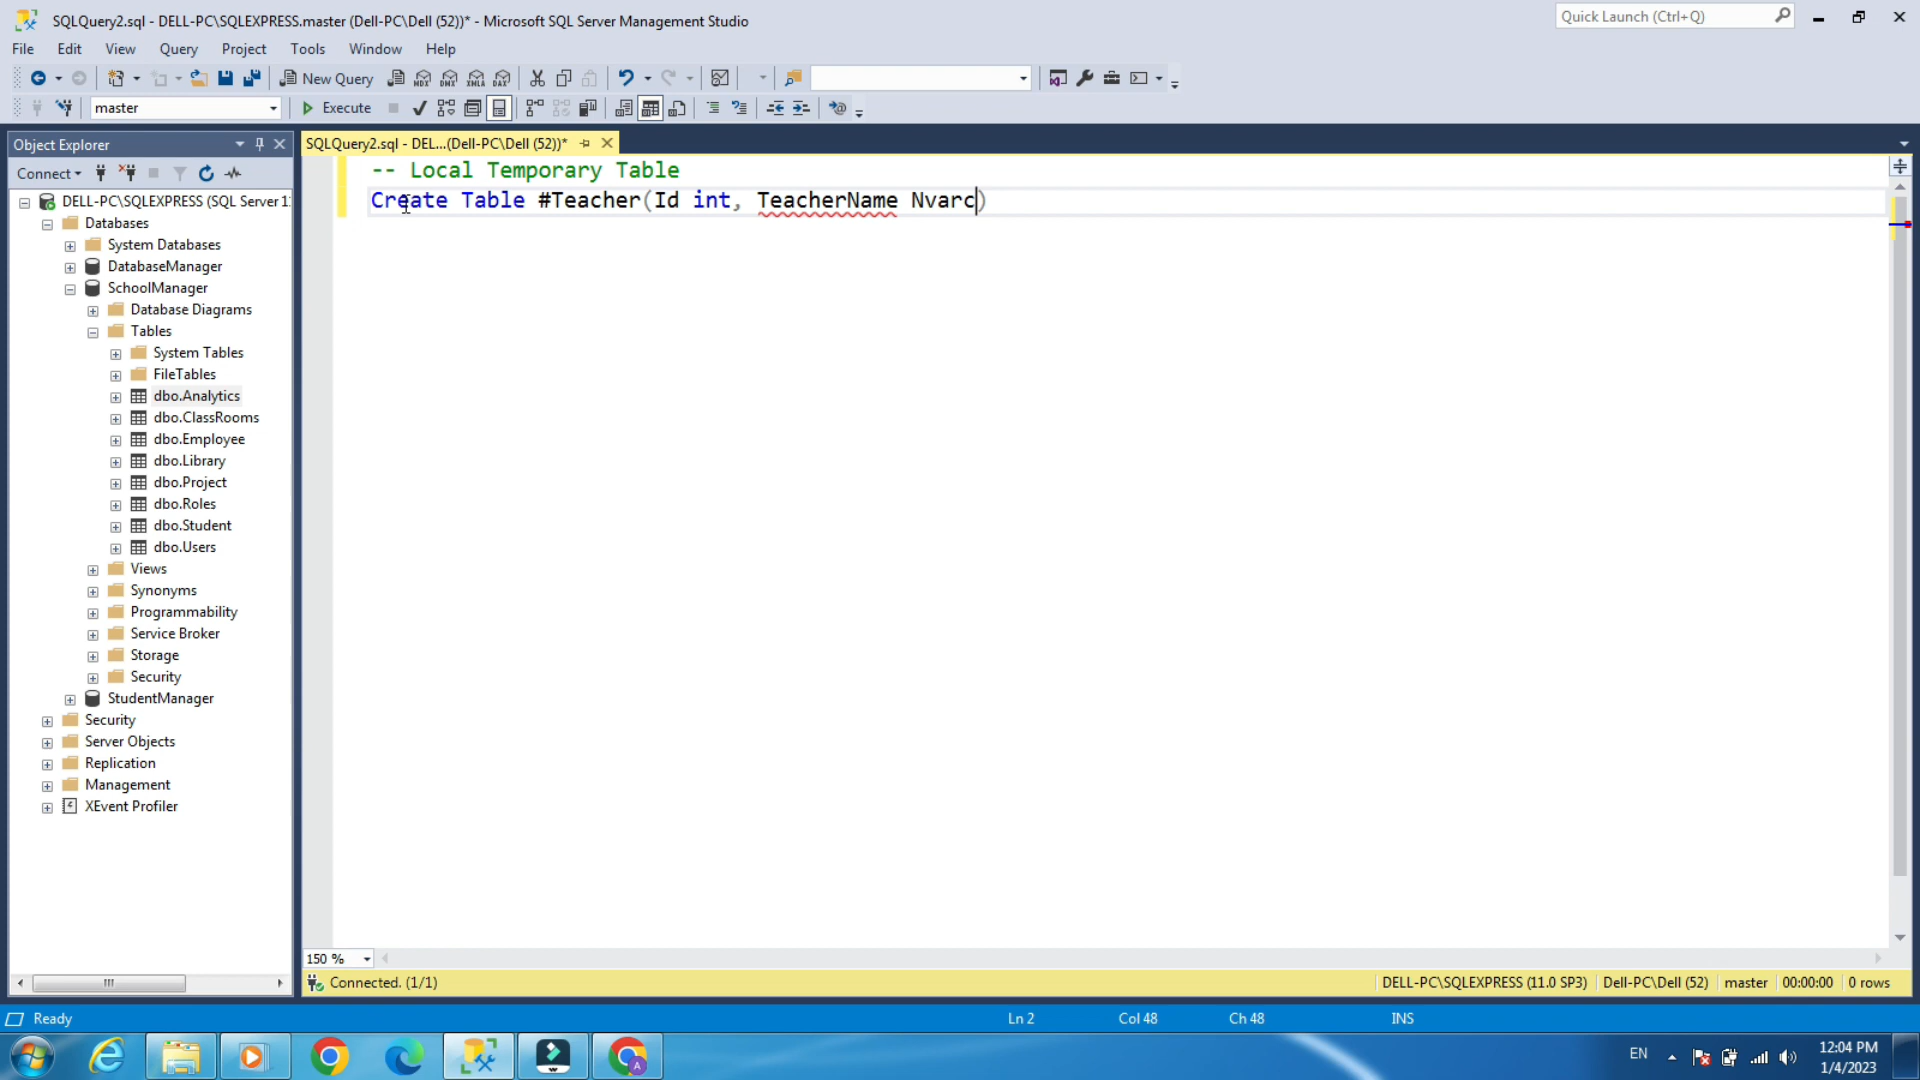 SQLQuery2.sql - DELL-PC\SQLEXPRESS.master (Dell-PC\Dell (52))* - Microsoft SQL Server Management Studio
Quick Launch (Ctrl+Q)
File Edit View Query Project Tools Window Help
New Query
MDX DMX XMLA DAX
master
Execute
Object Explorer
SQLQuery2.sql - DEL...(Dell-PC\Dell (52))*
Connect
-- Local Temporary Table
Create Table #Teacher(Id int, TeacherName Nvarc)
DELL-PC\SQLEXPRESS (SQL Server 1
Databases
System Databases
DatabaseManager
SchoolManager
Database Diagrams
Tables
System Tables
FileTables
dbo.Analytics
dbo.ClassRooms
dbo.Employee
dbo.Library
dbo.Project
dbo.Roles
dbo.Student
dbo.Users
Views
Synonyms
Programmability
Service Broker
Storage
Security
StudentManager
Security
Server Objects
Replication
Management
XEvent Profiler
150 %
Connected. (1/1)
DELL-PC\SQLEXPRESS (11.0 SP3) Dell-PC\Dell (52) master 00:00:00 0 rows
Ready
Ln 2 Col 48 Ch 48 INS
EN
12:04 PM
1/4/2023